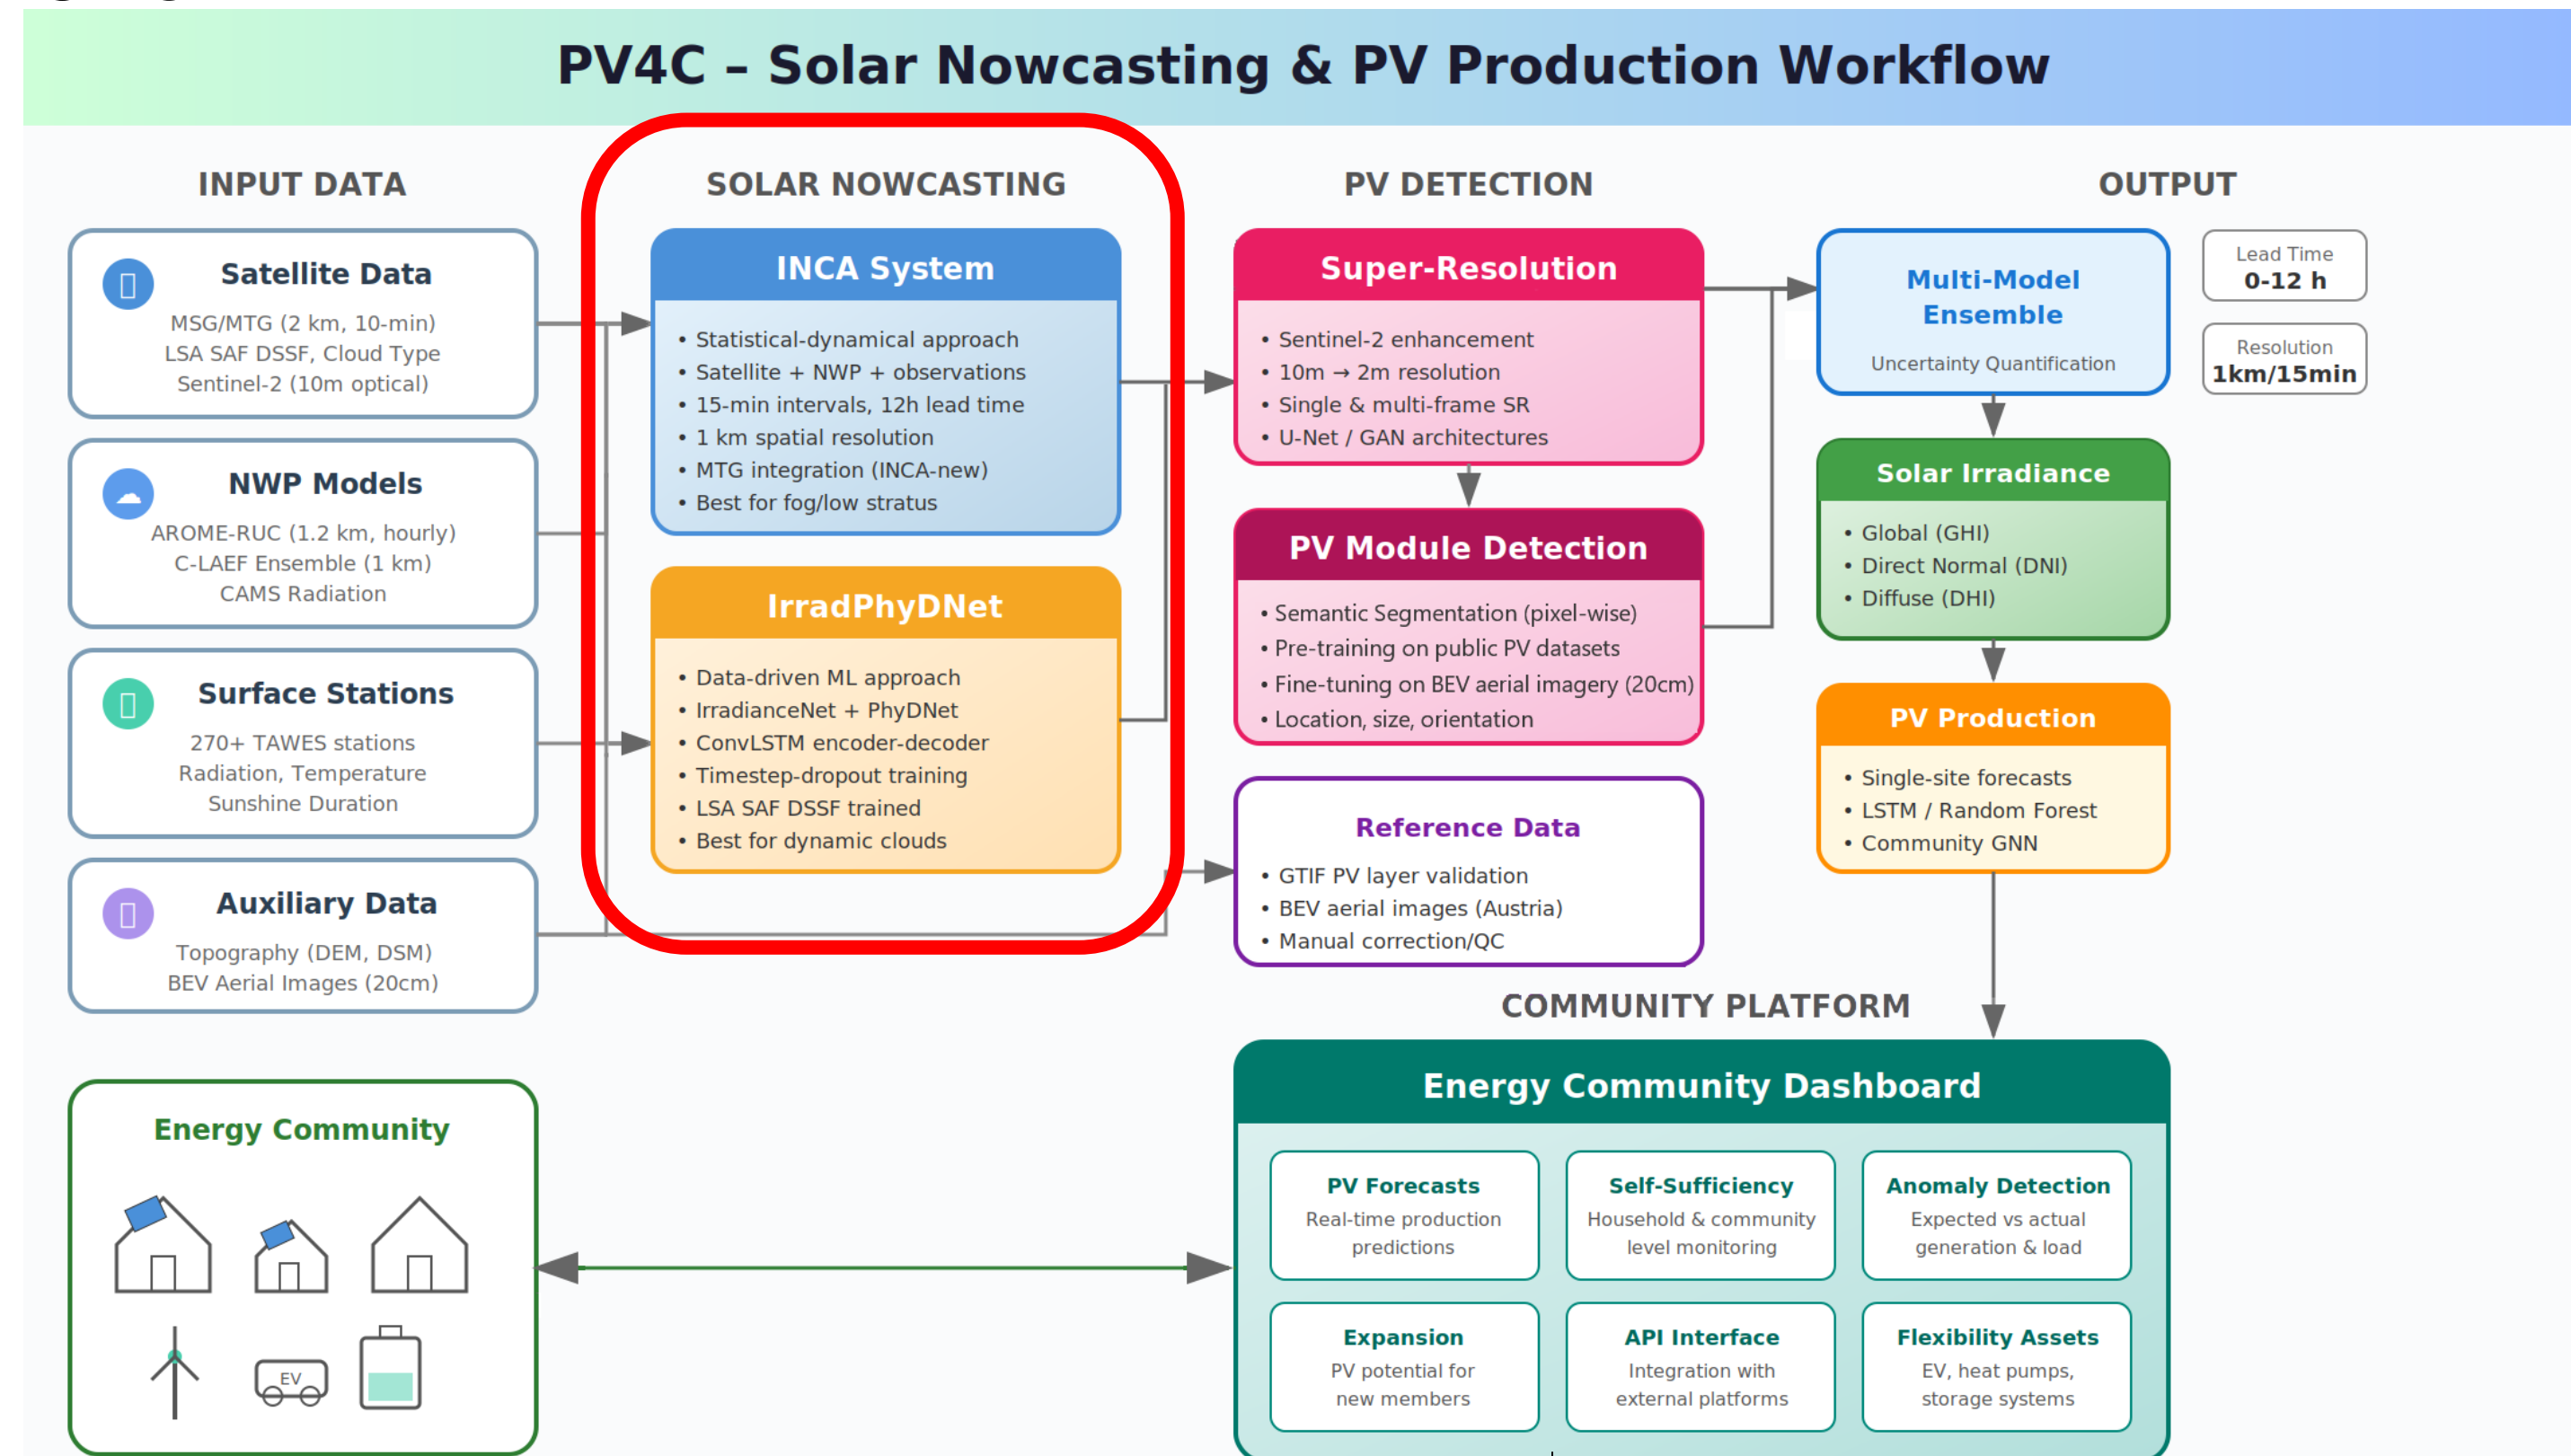 PV4C – Solar Nowcasting & PV Production Workflow
INPUT DATA
Satellite Data
MSG/MTG (2 km, 10-min)
LSA SAF DSSF, Cloud Type
Sentinel-2 (10m optical)
NWP Models
AROME-RUC (1.2 km, hourly)
C-LAEF Ensemble (1 km)
CAMS Radiation
Surface Stations
270+ TAWES stations
Radiation, Temperature
Sunshine Duration
Auxiliary Data
Topography (DEM, DSM)
BEV Aerial Images (20cm)
SOLAR NOWCASTING
INCA System
• Statistical-dynamical approach
• Satellite + NWP + observations
• 15-min intervals, 12h lead time
• 1 km spatial resolution
• MTG integration (INCA-new)
• Best for fog/low stratus
IrradPhyDNet
• Data-driven ML approach
• IrradianceNet + PhyDNet
• ConvLSTM encoder-decoder
• Timestep-dropout training
• LSA SAF DSSF trained
• Best for dynamic clouds
PV DETECTION
Super-Resolution
• Sentinel-2 enhancement
• 10m → 2m resolution
• Single & multi-frame SR
• U-Net / GAN architectures
PV Module Detection
• Semantic Segmentation (pixel-wise)
• Pre-training on public PV datasets
• Fine-tuning on BEV aerial imagery (20cm)
• Location, size, orientation
Reference Data
• GTIF PV layer validation
• BEV aerial images (Austria)
• Manual correction/QC
OUTPUT
Multi-Model
Ensemble
Uncertainty Quantification
Lead Time
0-12 h
Resolution
1km/15min
Solar Irradiance
• Global (GHI)
• Direct Normal (DNI)
• Diffuse (DHI)
PV Production
• Single-site forecasts
• LSTM / Random Forest
• Community GNN
COMMUNITY PLATFORM
Energy Community Dashboard
PV Forecasts
Real-time production
predictions
Self-Sufficiency
Household & community
level monitoring
Anomaly Detection
Expected vs actual
generation & load
Expansion
PV potential for
new members
API Interface
Integration with
external platforms
Flexibility Assets
EV, heat pumps,
storage systems
Energy Community
EV